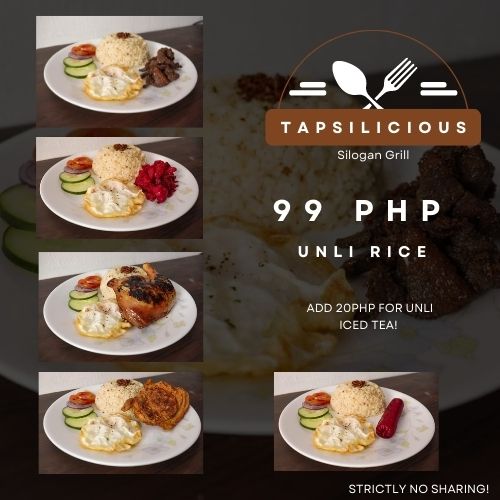 TAPSILICIOUS
Silogan Grill
99 PHP
UNLI RICE
ADD 20PHP FOR UNLI
ICED TEA!
STRICTLY NO SHARING!